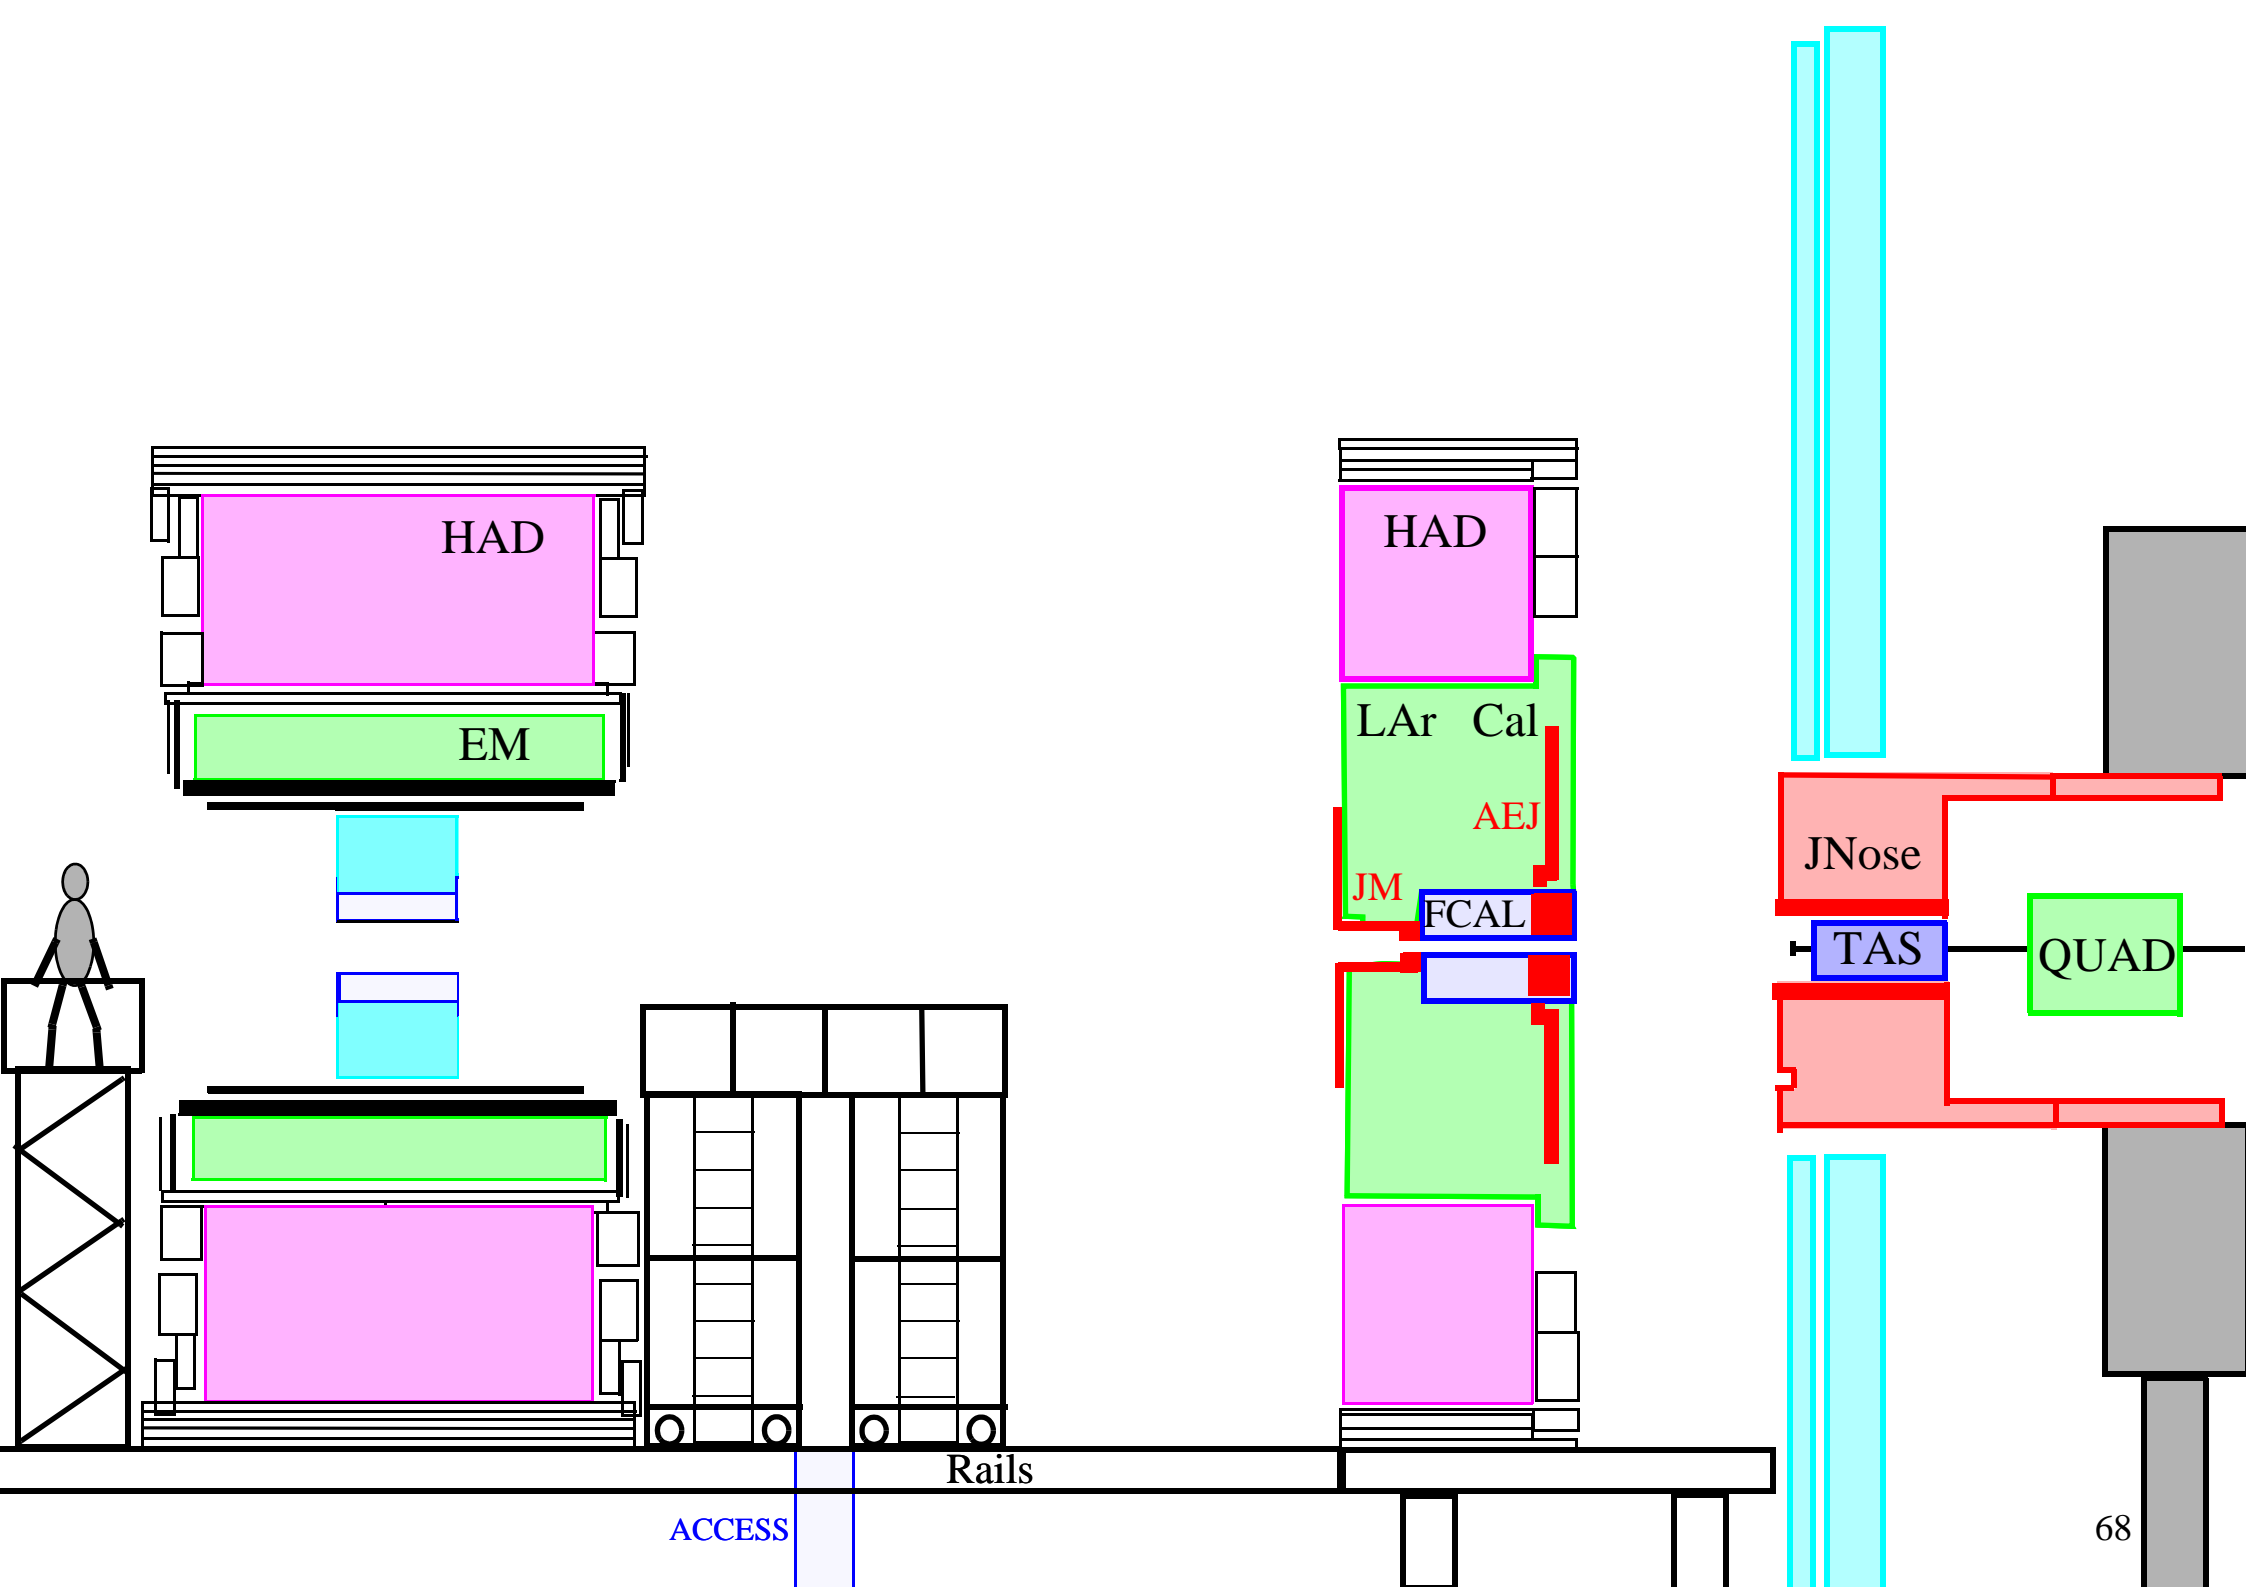 HAD
HAD
LAr Cal
EM
AEJ
JNose
JM
FCAL
TAS
QUAD
Rails
ACCESS
68